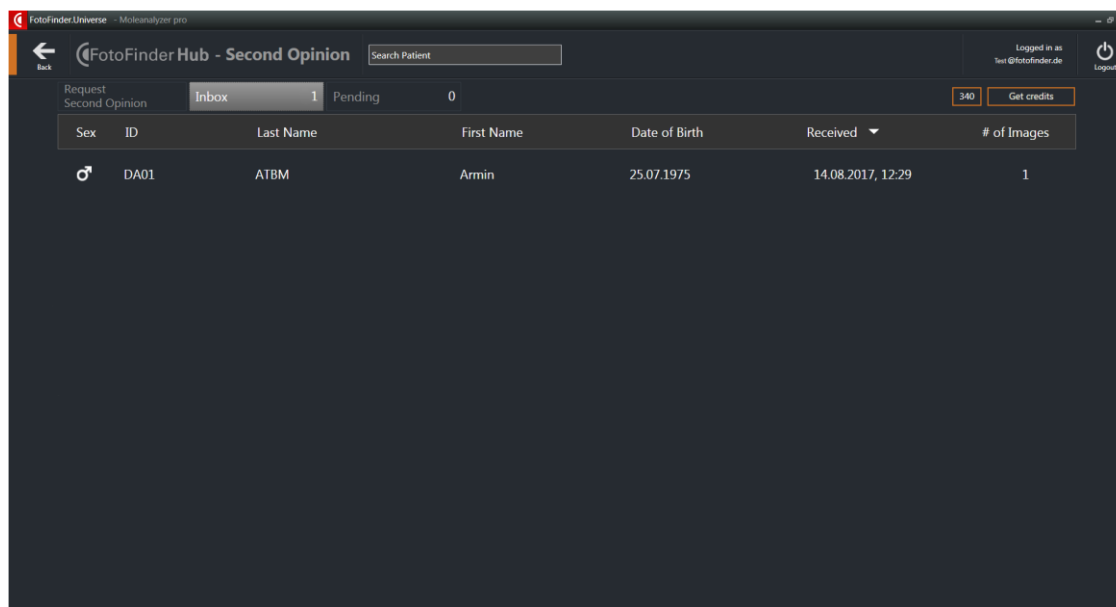 FotoFinder.Universe - Moleanalyzer pro
Back
FotoFinder Hub - Second Opinion
Search Patient
Logged in as
Test@fotofinder.de
Logout
Request
Second Opinion
Inbox 1
Pending 0
340
Get credits
Sex ID Last Name First Name Date of Birth Received # of Images
DA01 ATBM Armin 25.07.1975 14.08.2017, 12:29 1